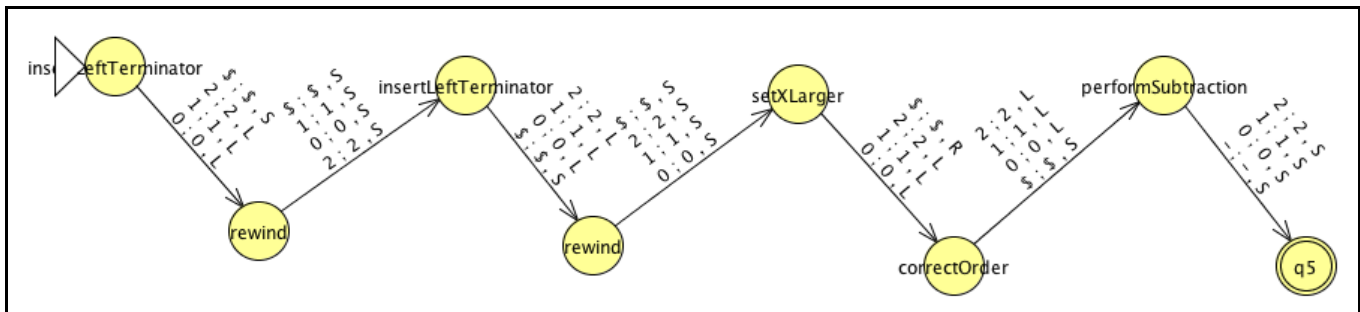 insertLeftTerminator
$ ; $ , S
2 ; 2 , L
1 ; 1 , L
0 ; 0 , L
rewind
$ ; $ , S
1 ; 1 , S
0 ; 0 , S
2 ; 2 , S
insertLeftTerminator
2 ; 2 , L
1 ; 1 , L
0 ; 0 , L
$ ; $ , S
rewind
$ ; $ , S
2 ; 2 , S
1 ; 1 , S
0 ; 0 , S
setXLarger
$ ; $ , R
2 ; 2 , L
1 ; 1 , L
0 ; 0 , L
correctOrder
2 ; 2 , L
1 ; 1 , L
0 ; 0 , L
$ ; $ , S
performSubtraction
2 ; 2 , S
1 ; 1 , S
0 ; 0 , S
- ; - , S
q5